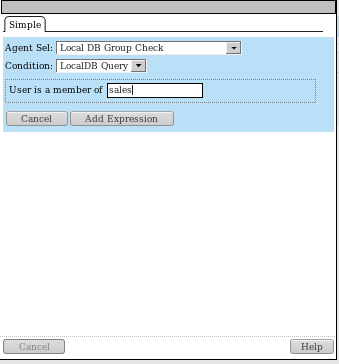 Simple
Agent Sel: Local DB Group Check
Condition: LocalDB Query
User is a member of sales
Cancel Add Expression
Cancel Help